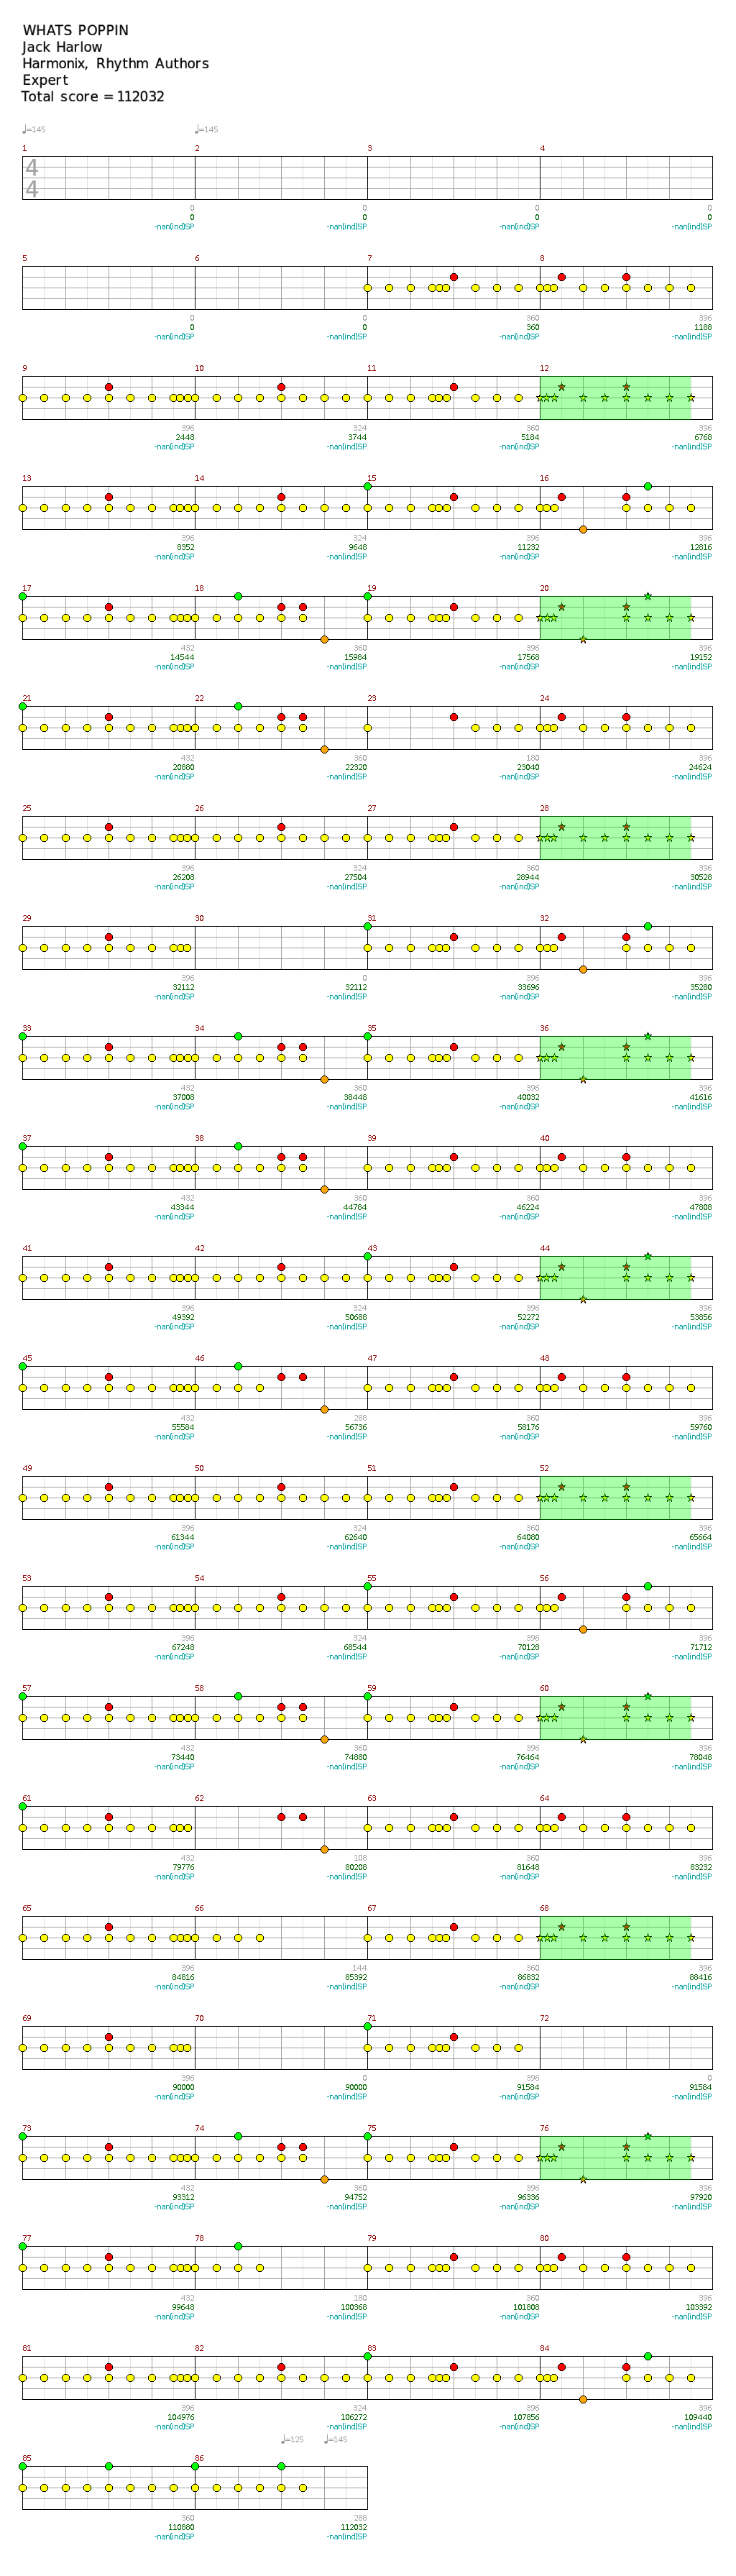 WHATS POPPIN
Jack Harlow
Harmonix, Rhythm Authors
Expert
Total score = 112032
♩=145 ♩=145
1 2 3 4
4
4
0 0 0 0
0 0 0 0
-nan(ind)SP -nan(ind)SP -nan(ind)SP -nan(ind)SP
5 6 7 8
0 0 360 396
0 0 360 1188
-nan(ind)SP -nan(ind)SP -nan(ind)SP -nan(ind)SP
9 10 11 12
396 324 360 396
2448 3744 5184 6768
-nan(ind)SP -nan(ind)SP -nan(ind)SP -nan(ind)SP
13 14 15 16
396 324 396 396
8352 9648 11232 12816
-nan(ind)SP -nan(ind)SP -nan(ind)SP -nan(ind)SP
17 18 19 20
432 360 396 396
14544 15984 17568 19152
-nan(ind)SP -nan(ind)SP -nan(ind)SP -nan(ind)SP
21 22 23 24
432 360 180 396
20880 22320 23040 24624
-nan(ind)SP -nan(ind)SP -nan(ind)SP -nan(ind)SP
25 26 27 28
396 324 360 396
26208 27504 28944 30528
-nan(ind)SP -nan(ind)SP -nan(ind)SP -nan(ind)SP
29 30 31 32
396 0 396 396
32112 32112 33696 35280
-nan(ind)SP -nan(ind)SP -nan(ind)SP -nan(ind)SP
33 34 35 36
432 360 396 396
37008 38448 40032 41616
-nan(ind)SP -nan(ind)SP -nan(ind)SP -nan(ind)SP
37 38 39 40
432 360 360 396
43344 44784 46224 47808
-nan(ind)SP -nan(ind)SP -nan(ind)SP -nan(ind)SP
41 42 43 44
396 324 396 396
49392 50688 52272 53856
-nan(ind)SP -nan(ind)SP -nan(ind)SP -nan(ind)SP
45 46 47 48
432 288 360 396
55584 56736 58176 59760
-nan(ind)SP -nan(ind)SP -nan(ind)SP -nan(ind)SP
49 50 51 52
396 324 360 396
61344 62640 64080 65664
-nan(ind)SP -nan(ind)SP -nan(ind)SP -nan(ind)SP
53 54 55 56
396 324 396 396
67248 68544 70128 71712
-nan(ind)SP -nan(ind)SP -nan(ind)SP -nan(ind)SP
57 58 59 60
432 360 396 396
73440 74880 76464 78048
-nan(ind)SP -nan(ind)SP -nan(ind)SP -nan(ind)SP
61 62 63 64
432 108 360 396
79776 80208 81648 83232
-nan(ind)SP -nan(ind)SP -nan(ind)SP -nan(ind)SP
65 66 67 68
396 144 360 396
84816 85392 86832 88416
-nan(ind)SP -nan(ind)SP -nan(ind)SP -nan(ind)SP
69 70 71 72
396 0 396 0
90000 90000 91584 91584
-nan(ind)SP -nan(ind)SP -nan(ind)SP -nan(ind)SP
73 74 75 76
432 360 396 396
93312 94752 96336 97920
-nan(ind)SP -nan(ind)SP -nan(ind)SP -nan(ind)SP
77 78 79 80
432 180 360 396
99648 100368 101808 103392
-nan(ind)SP -nan(ind)SP -nan(ind)SP -nan(ind)SP
81 82 83 84
396 324 396 396
104976 106272 107856 109440
-nan(ind)SP -nan(ind)SP -nan(ind)SP -nan(ind)SP
♩=125 ♩=145
85 86
360 288
110880 112032
-nan(ind)SP -nan(ind)SP